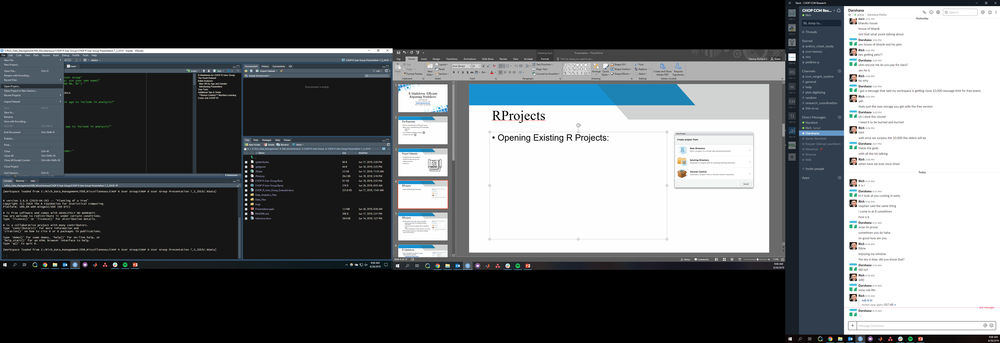 I:/Rich_Data_Management/008_Miscellaneous/CHOP R User Group/CHOP R User Group Presentation 7_3_2019 - master - RStudio
File Edit Code View Plots Session Build Debug Profile Tools Help
Addins
CHOP R User Group Presentation 7_3_2019
New File
New Project...
Open File... Ctrl+O
Reopen with Encoding...
Recent Files
Open Project...
Open Project in New Session...
Recent Projects
Import Dataset
Save Ctrl+S
Save As...
Rename
Save with Encoding...
Save All Ctrl+Alt+S
Knit Document Ctrl+Shift+K
Publish...
Print...
Close Ctrl+W
Close All Ctrl+Shift+W
Close All Except Current Ctrl+Alt+Shift+W
Close Project
Quit Session... Ctrl+Q
heart
Insert Run
ser Group"
p: use your own name)"
%d %B, %Y')`"
docx
st age to include in analysis?"
age to include in analysis?"
nder:"
R Markdown for CHOP R User Group
The Heart Dataset
Initial Analyses
Max HR by Age and Gender
Introducing Parameters
Your Turn!
Additional Tips & Tricks
**Bonus Content:** Machine Learning
Come Join CHOP R!
R Markdown
Console Terminal Jobs
I:/Rich_Data_Management/008_Miscellaneous/CHOP R User Group/CHOP R User Group Presentation 7_3_2019/
[Workspace loaded from I:/Rich_Data_Management/008_Miscellaneous/CHOP R User Group/CHOP R User Group Presentation 7_3_2019/.RData]
R version 3.6.0 (2019-04-26) -- "Planting of a Tree"
Copyright (C) 2019 The R Foundation for Statistical Computing
Platform: x86_64-w64-mingw32/x64 (64-bit)
R is free software and comes with ABSOLUTELY NO WARRANTY.
You are welcome to redistribute it under certain conditions.
Type 'license()' or 'licence()' for distribution details.
R is a collaborative project with many contributors.
Type 'contributors()' for more information and
'citation()' on how to cite R or R packages in publications.
Type 'demo()' for some demos, 'help()' for on-line help, or
'help.start()' for an HTML browser interface to help.
Type 'q()' to quit R.
[Workspace loaded from I:/Rich_Data_Management/008_Miscellaneous/CHOP R User Group/CHOP R User Group Presentation 7_3_2019/.RData]
>
Environment History Connections Git
Import Dataset List
Global Environment
Environment is empty
Files Plots Packages Help Viewer
New Folder Delete Rename More
I: Rich_Data_Management 008_Miscellaneous CHOP R User Group CHOP R User Group Presentation 7_3_2019
Name Size Modified
..
.gitattributes 66 B Jun 17, 2019, 2:26 PM
.gitignore 44 B Jun 18, 2019, 2:55 PM
.RData 2.5 KB Jun 17, 2019, 11:55 AM
.Rhistory 26.2 KB Jun 19, 2019, 3:16 PM
CHOP R User Group.Rmd 9.7 KB Jun 18, 2019, 2:55 PM
CHOP R User Group.Rproj 218 B Jun 26, 2019, 8:55 AM
CHOP_R_User_Group_Example.docx 221.8 KB Jun 17, 2019, 11:41 AM
Data_Analytics_Files
Data_Files
Imgs
Presentation.pptx 1.3 MB Jun 26, 2019, 8:56 AM
README.md 506 B Jun 17, 2019, 2:31 PM
reference.docx 29.4 KB Jun 14, 2019, 1:27 PM
9:08 AM
6/26/2019
Drawing Tools
Presentation - PowerPoint
File Home Insert Design Transitions Animations Slide Show Review View Acrobat Format Tell me what you want to do...
Hanna, Richard S Share
Paste
Cut
Copy
Format Painter
Clipboard
New Slide
Layout
Reset
Section
Slides
Arial (Body) 28
Font
Text Direction
Align Text
Convert to SmartArt
Paragraph
Arrange
Quick Styles
Shape Fill
Shape Outline
Shape Effects
Drawing
Find
Replace
Select
Editing
Create and Share Adobe PDF
Request Signatures
Adobe Acrobat
1
R Markdown: Efficient
Reporting Workflows
2
Pre-Requisites
3
Project Materials
4
RProjects
Opening Existing R Projects:
5
RProjects
6
R Markdown
RProjects
• Opening Existing R Projects:
New Project
Create project from:
New Directory
Start a project in a brand new working directory
Existing Directory
Associate a project with an existing working directory
Version Control
Checkout a project from a version control repository
Cancel
Slide 4 of 12
Notes Comments 115%
9:08 AM
6/26/2019
Slack - CHOP CCM Research
Ctrl+1
Ctrl+2
Ctrl+3
Ctrl+4
AS
Ctrl+5
m
Ctrl+6
CH
Ctrl+7
TJ
Ctrl+8
.ai
Ctrl+9
PSL
CHOP CCM Res...
Rich
Jump to...
Threads
Starred
anthro_chest_study
ccm-hemos
nirs
pedires-q
Channels
ccm_mngnt_system
# general
# help
# plot-digitizing
# random
# research_coordination
this-is-us
Direct Messages
Slackbot
Rich (you)
Darshana
Jamie Benfield
Kasper Glerup Lauridsen
Newtron
Simone
Will
+ Invite people
Apps
Darshana
active | Darshana Parikh
Search
Yesterday
Rich 3:01 PM
bhaviks house
house of bhavik
isnt that what youre talking about
Darshana 3:02 PM
yes house of bhavik and his pets
Rich 3:02 PM
hes getting pets??
Darshana 3:03 PM
uhm excuse me do you pay for slack?
yes he is
Rich 3:03 PM
no why
Darshana 3:03 PM
i got a message that said my workspace is getting close 10,000 message limit for free teams
Rich 3:03 PM
yah
thats just the max storage you get with the free version
Darshana 3:03 PM
oh i dont this stored
i need it to be burned and burried
Rich 3:04 PM
lolol
well once we surpass the 10,000 the oldest will be
Darshana 3:07 PM
thank the gods
with all the ish talking
Rich 3:08 PM
when have we ever once ished
Today
Rich 8:15 AM
it is i
Darshana 8:15 AM
hi i! look at you coming in early
Rich 8:16 AM
stephen said the same thing
i come in at 8 sometimes
how u b
Darshana 8:51 AM
wow im proud
sometimes you do haha
im good how are you
Rich 8:54 AM
fiiiine
enjoying my window
the sky is blue, did you know that?
Darshana 8:54 AM
did not
Rich 8:54 AM
wild
Darshana 8:55 AM
wow rub itin
Rich 8:55 AM
rub it in
Posted using /giphy (507 kB)
new messages
Darshana 8:55 AM
-_-
Message Darshana
9:08 AM
6/26/2019